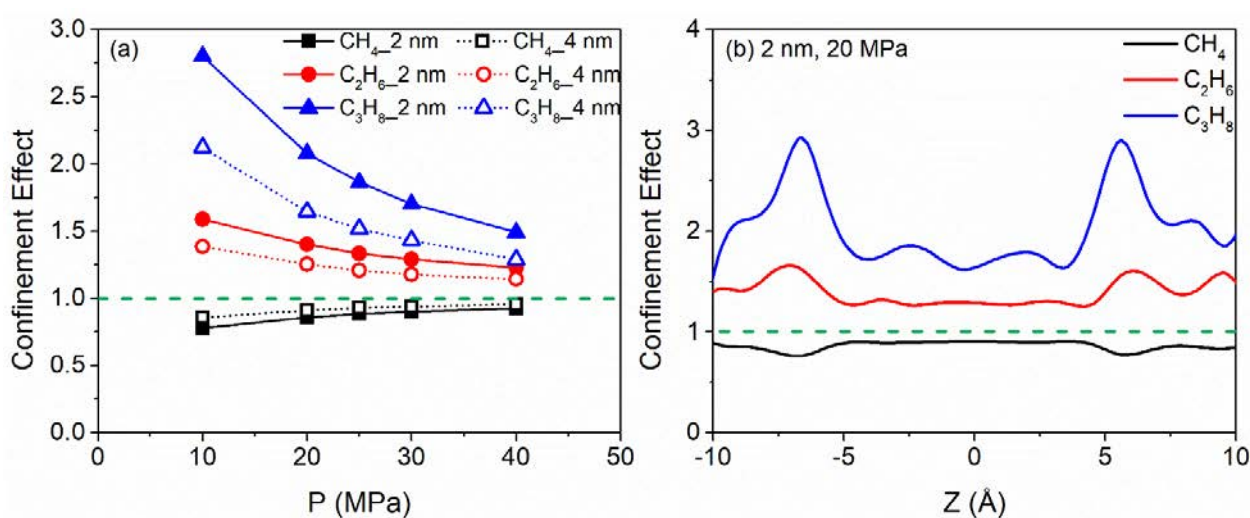 (a)
CH₄_2 nm
CH₄_4 nm
C₂H₆_2 nm
C₂H₆_4 nm
C₃H₈_2 nm
C₃H₈_4 nm
Confinement Effect
3.0
2.5
2.0
1.5
1.0
0.5
0.0
0 10 20 30 40 50
P (MPa)
(b) 2 nm, 20 MPa
CH₄
C₂H₆
C₃H₈
Confinement Effect
4
3
2
1
0
-10 -5 0 5 10
Z (Å)